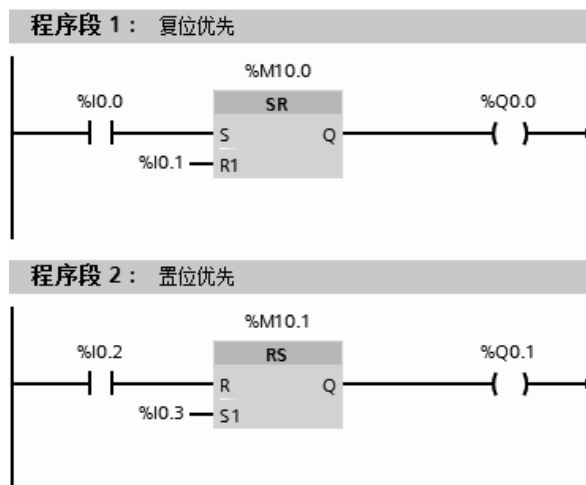 程序段 1： 复位优先
%M10.0
%I0.0 SR %Q0.0
S Q
%I0.1 R1
程序段 2： 置位优先
%M10.1
%I0.2 RS %Q0.1
R Q
%I0.3 S1